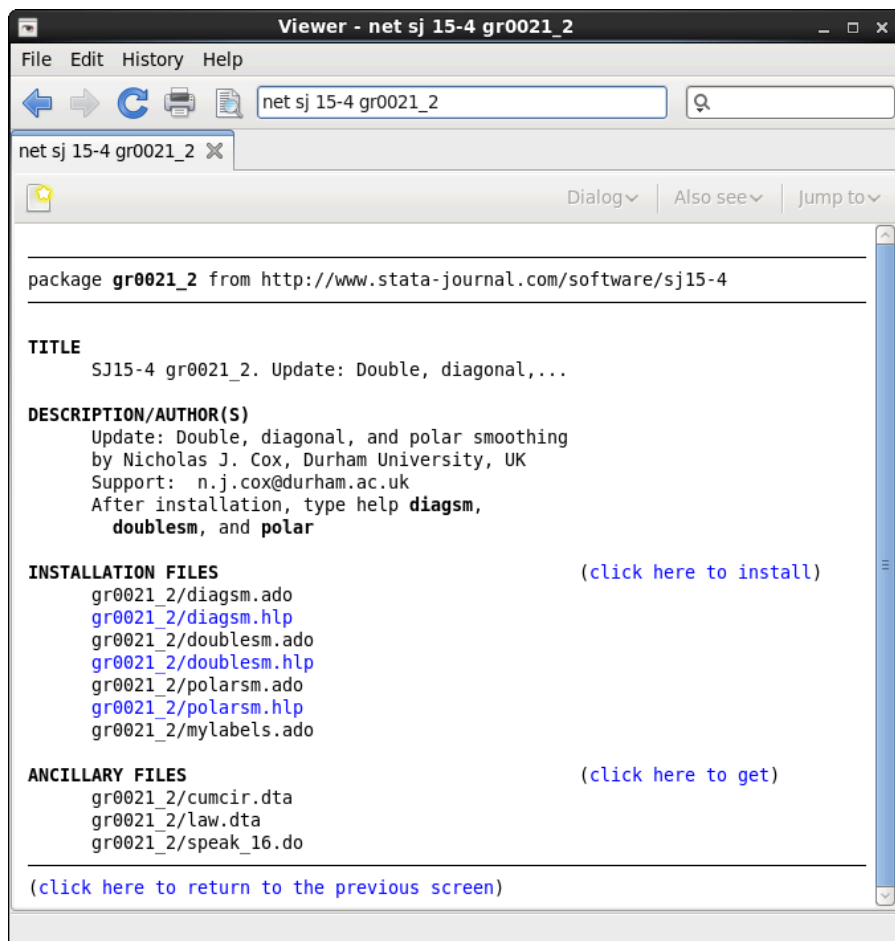 Viewer - net sj 15-4 gr0021_2
File Edit History Help
net sj 15-4 gr0021_2
net sj 15-4 gr0021_2
Dialog Also see Jump to
package gr0021_2 from http://www.stata-journal.com/software/sj15-4
TITLE
SJ15-4 gr0021_2. Update: Double, diagonal,...
DESCRIPTION/AUTHOR(S)
Update: Double, diagonal, and polar smoothing
by Nicholas J. Cox, Durham University, UK
Support: n.j.cox@durham.ac.uk
After installation, type help diagsm,
doublesm, and polar
INSTALLATION FILES (click here to install)
gr0021_2/diagsm.ado
gr0021_2/diagsm.hlp
gr0021_2/doublesm.ado
gr0021_2/doublesm.hlp
gr0021_2/polarsm.ado
gr0021_2/polarsm.hlp
gr0021_2/mylabels.ado
ANCILLARY FILES (click here to get)
gr0021_2/cumcir.dta
gr0021_2/law.dta
gr0021_2/speak_16.do
(click here to return to the previous screen)